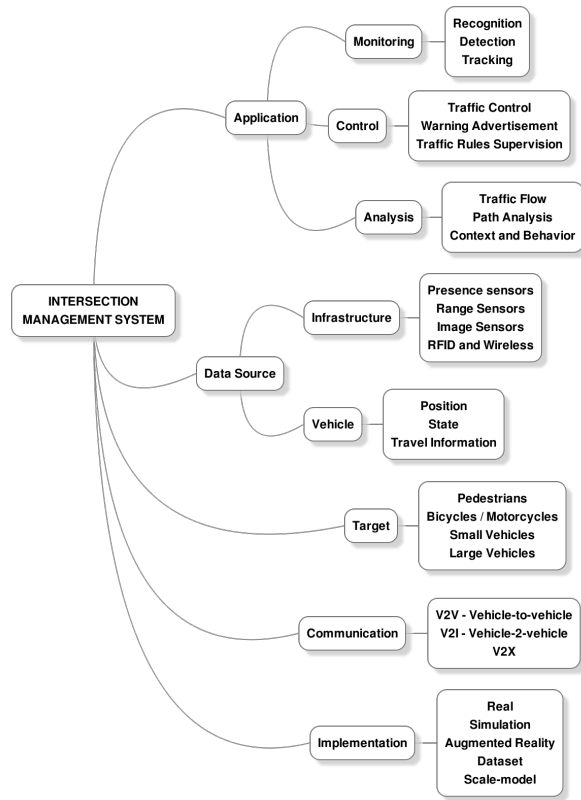 Recognition
Detection
Tracking
Monitoring
Application
Control
Traffic Control
Warning Advertisement
Traffic Rules Supervision
Analysis
Traffic Flow
Path Analysis
Context and Behavior
INTERSECTION
MANAGEMENT SYSTEM
Infrastructure
Presence sensors
Range Sensors
Image Sensors
RFID and Wireless
Data Source
Vehicle
Position
State
Travel Information
Target
Pedestrians
Bicycles / Motorcycles
Small Vehicles
Large Vehicles
Communication
V2V - Vehicle-to-vehicle
V2I - Vehicle-2-vehicle
V2X
Implementation
Real
Simulation
Augmented Reality
Dataset
Scale-model